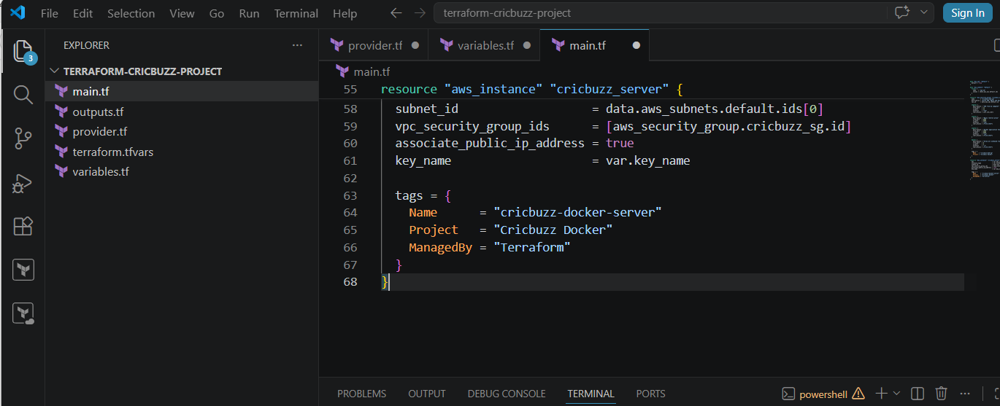 File Edit Selection View Go Run Terminal Help
terraform-cricbuzz-project
Sign In
3
EXPLORER
TERRAFORM-CRICBUZZ-PROJECT
main.tf
outputs.tf
provider.tf
terraform.tfvars
variables.tf
provider.tf variables.tf main.tf
main.tf
55 resource "aws_instance" "cricbuzz_server" {
58 subnet_id = data.aws_subnets.default.ids[0]
59 vpc_security_group_ids = [aws_security_group.cricbuzz_sg.id]
60 associate_public_ip_address = true
61 key_name = var.key_name
62
63 tags = {
64 Name = "cricbuzz-docker-server"
65 Project = "Cricbuzz Docker"
66 ManagedBy = "Terraform"
67 }
68 }
PROBLEMS OUTPUT DEBUG CONSOLE TERMINAL PORTS
powershell